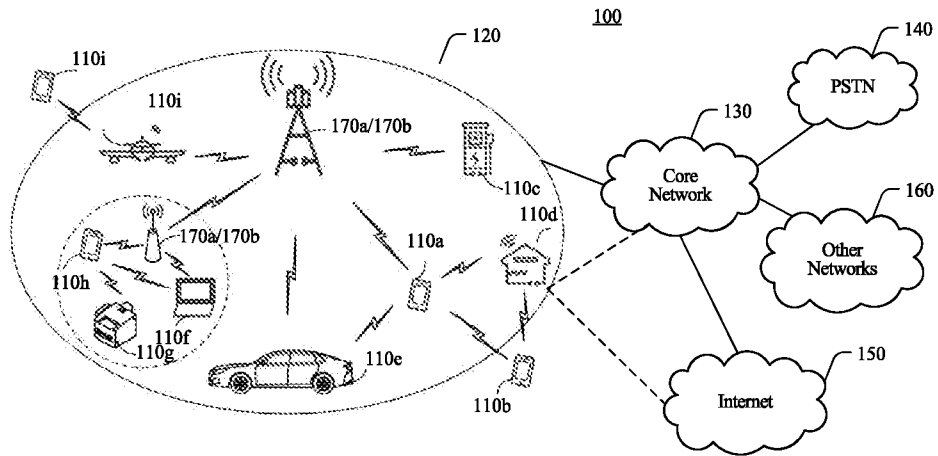 100
120
140
110i
110i
PSTN
130
170a/170b
160
Core
Network
110c
110d
170a/170b
110a
Other
Networks
110h
110f
110g
150
110e
Internet
110b